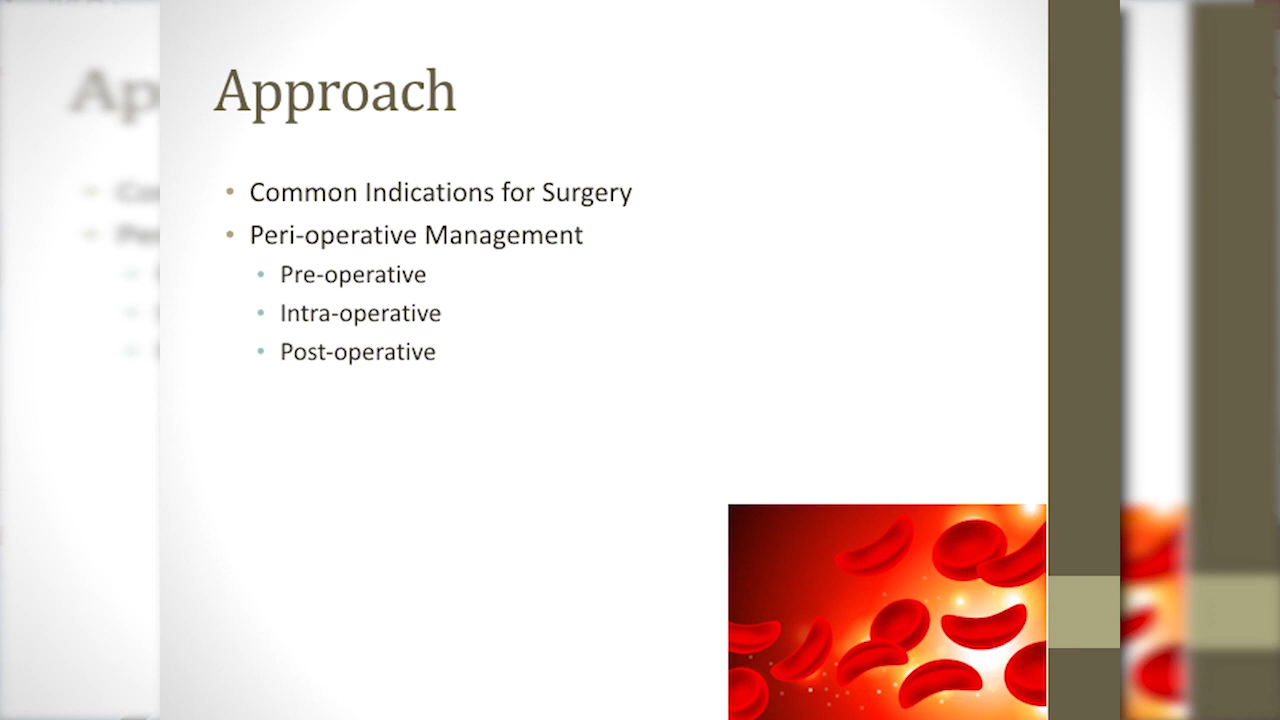 Approach
• Common Indications for Surgery
• Peri-operative Management
• Pre-operative
• Intra-operative
• Post-operative